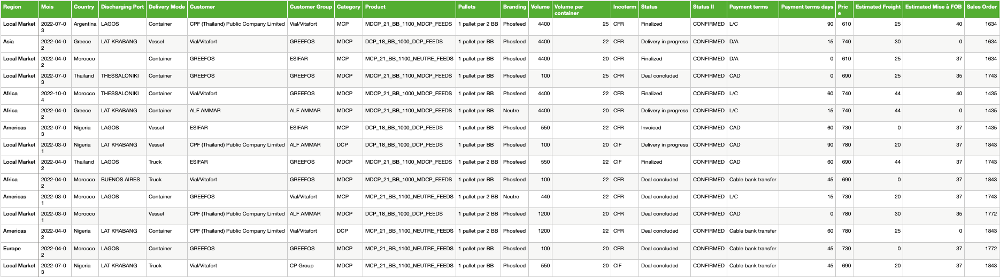 Region Mois Country Discharging Port Delivery Mode Customer Customer Group Category Product Pallets Branding Volume Volume per container Incoterm Status Status II Payment terms Payment terms days Price Estimated Freight Estimated Mise à FOB Sales Order
Local Market 2022-07-03 Argentina LAGOS Container CPF (Thailand) Public Company Limited Vial/Vitafort MCP MDCP_21_BB_1100_MDCP_FEEDS 1 pallet per 2 BB Phosfeed 4400 25 CFR Finalized CONFIRMED L/C 90 610 25 40 1634
Asia 2022-04-02 Greece LAT KRABANG Vessel Vial/Vitafort GREEFOS MDCP DCP_18_BB_1000_DCP_FEEDS 1 pallet per BB Phosfeed 4400 22 CFR Delivery in progress CONFIRMED D/A 15 740 30 0 1634
Local Market 2022-04-02 Morocco Container GREEFOS ESIFAR MCP MCP_21_BB_1100_NEUTRE_FEEDS 1 pallet per BB Phosfeed 4400 20 CFR Finalized CONFIRMED D/A 0 610 25 37 1634
Local Market 2022-07-03 Thailand THESSALONIKI Container GREEFOS GREEFOS MDCP MDCP_21_BB_1100_MDCP_FEEDS 1 pallet per BB Phosfeed 100 25 CFR Deal concluded CONFIRMED CAD 0 690 25 35 1743
Africa 2022-10-04 Morocco THESSALONIKI Container Vial/Vitafort GREEFOS MDCP MDCP_21_BB_1000_MDCP_FEEDS 1 pallet per BB Phosfeed 4400 22 CFR Finalized CONFIRMED L/C 60 740 44 40 1435
Africa 2022-04-02 Greece LAT KRABANG Container ALF AMMAR ALF AMMAR MDCP MDCP_21_BB_1100_MDCP_FEEDS 1 pallet per BB Neutre 4400 20 CFR Delivery in progress CONFIRMED L/C 15 740 44 0 1435
Americas 2022-07-03 Nigeria LAGOS Vessel ESIFAR ESIFAR MCP DCP_18_BB_1000_DCP_FEEDS 1 pallet per BB Phosfeed 550 22 CFR Invoiced CONFIRMED CAD 60 730 0 37 1435
Local Market 2022-03-01 Nigeria LAT KRABANG Vessel CPF (Thailand) Public Company Limited ALF AMMAR DCP DCP_18_BB_1000_DCP_FEEDS 1 pallet per BB Phosfeed 100 20 CIF Delivery in progress CONFIRMED CAD 90 780 20 37 1843
Local Market 2022-04-02 Thailand LAGOS Truck ESIFAR GREEFOS MDCP MDCP_21_BB_1100_MDCP_FEEDS 1 pallet per 2 BB Phosfeed 550 22 CIF Finalized CONFIRMED CAD 60 690 44 37 1743
Africa 2022-04-02 Morocco BUENOS AIRES Truck Vial/Vitafort GREEFOS MDCP MDCP_21_BB_1000_MDCP_FEEDS 1 pallet per BB Phosfeed 100 22 CFR Deal concluded CONFIRMED Cable bank transfer 45 690 0 37 1843
Americas 2022-03-01 Morocco LAGOS Container GREEFOS Vial/Vitafort MCP MCP_21_BB_1100_NEUTRE_FEEDS 1 pallet per 2 BB Neutre 440 22 CFR Deal concluded CONFIRMED L/C 15 730 20 37 1743
Local Market 2022-03-01 Morocco Vessel CPF (Thailand) Public Company Limited ALF AMMAR MDCP DCP_18_BB_1000_DCP_FEEDS 1 pallet per 2 BB Phosfeed 1200 20 CFR Deal concluded CONFIRMED CAD 0 780 30 35 1772
Americas 2022-04-02 Nigeria LAT KRABANG Container CPF (Thailand) Public Company Limited Vial/Vitafort DCP MCP_21_BB_1100_NEUTRE_FEEDS 1 pallet per 2 BB Phosfeed 1200 22 CFR Deal concluded CONFIRMED Cable bank transfer 60 780 25 0 1843
Europe 2022-04-02 Morocco LAGOS Container GREEFOS GREEFOS MDCP MCP_21_BB_1100_NEUTRE_FEEDS 1 pallet per BB Phosfeed 100 20 CFR Deal concluded CONFIRMED Cable bank transfer 45 730 0 37 1772
Local Market 2022-07-03 Nigeria LAT KRABANG Truck Vial/Vitafort CP Group MDCP MCP_21_BB_1100_NEUTRE_FEEDS 1 pallet per BB Phosfeed 550 20 CIF Deal concluded CONFIRMED Cable bank transfer 45 690 20 37 1843